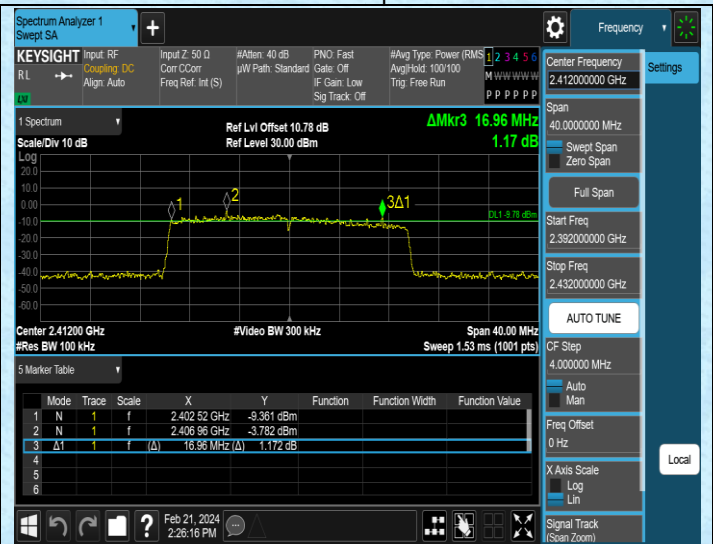 Spectrum Analyzer 1
Swept SA
Frequency
KEYSIGHT
RL
LXI
Input: RF
Coupling: DC
Align: Auto
Input Z: 50 Ω
Corr CCorr
Freq Ref: Int (S)
#Atten: 40 dB
µW Path: Standard
PNO: Fast
Gate: Off
IF Gain: Low
Sig Track: Off
#Avg Type: Power (RMS
Avg|Hold: 100/100
Trig: Free Run
1 2 3 4 5 6
M W W W W W
P P P P P P
1 Spectrum
Scale/Div 10 dB
Ref Lvl Offset 10.78 dB
Ref Level 30.00 dBm
ΔMkr3 16.96 MHz
1.17 dB
Log
20.0
10.0
0.00
-10.0
-20.0
-30.0
-40.0
-50.0
-60.0
1
2
3Δ1
DL1 -9.78 dBm
Center 2.41200 GHz
#Res BW 100 kHz
#Video BW 300 kHz
Span 40.00 MHz
Sweep 1.53 ms (1001 pts)
5 Marker Table
Mode Trace Scale X Y Function Function Width Function Value
1 N 1 f 2.402 52 GHz -9.361 dBm
2 N 1 f 2.406 96 GHz -3.782 dBm
3 Δ1 1 f (Δ) 16.96 MHz (Δ) 1.172 dB
4
5
6
Feb 21, 2024
2:26:16 PM
Center Frequency
2.412000000 GHz
Span
40.0000000 MHz
Swept Span
Zero Span
Full Span
Start Freq
2.392000000 GHz
Stop Freq
2.432000000 GHz
AUTO TUNE
CF Step
4.000000 MHz
Auto
Man
Freq Offset
0 Hz
X Axis Scale
Log
Lin
Signal Track
(Span Zoom)
Settings
Local